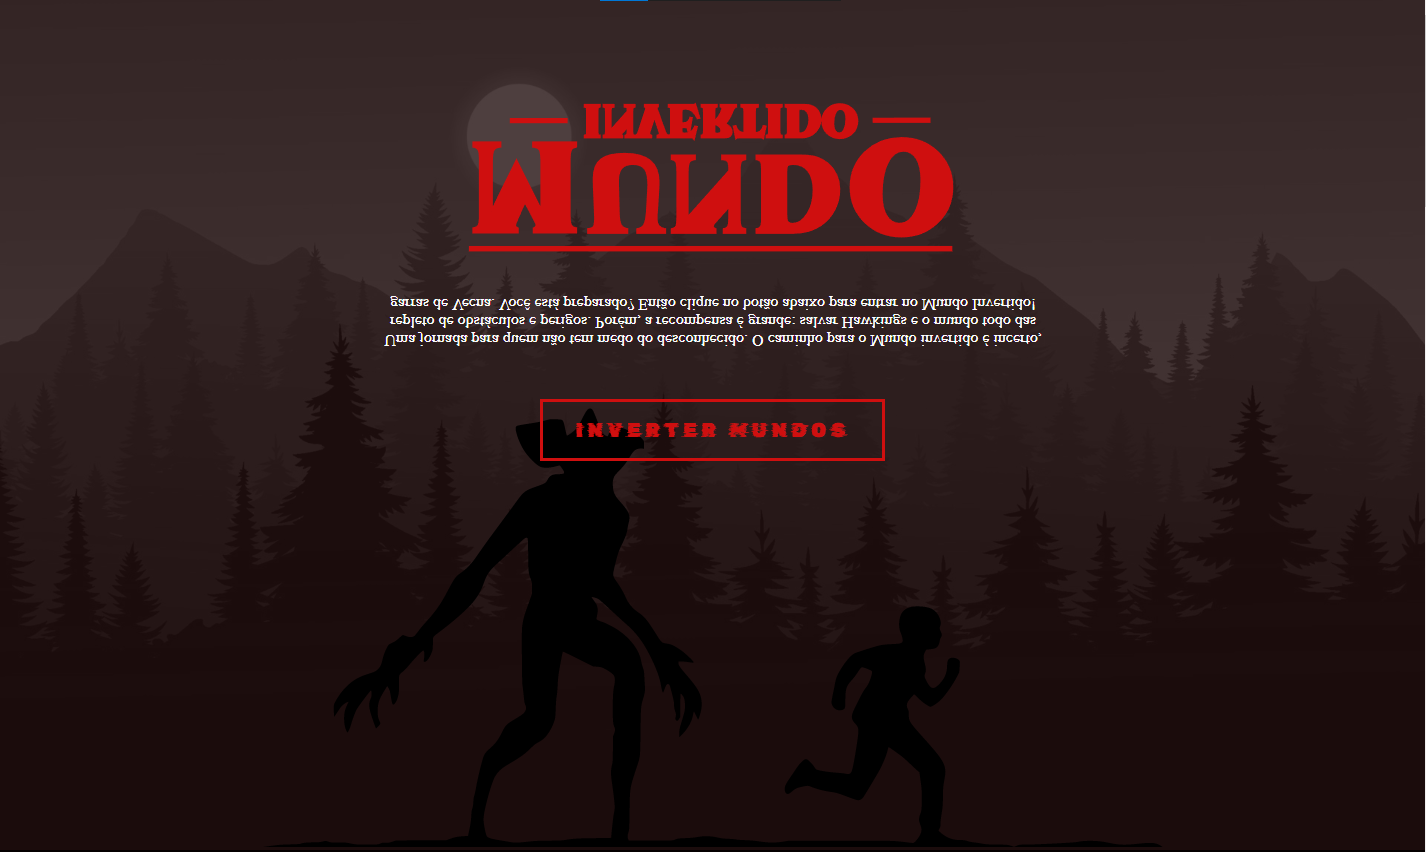 MUNDO
INVERTIDO
Uma jornada para quem não tem medo do desconhecido. O caminho para o Mundo invertido é incerto,
repleto de obstáculos e perigos. Porém, a recompensa é grande: salvar Hawkings e o mundo todo das
garras de Vecna. Você está preparado? Então clique no botão abaixo para entrar no Mundo Invertido!
INVERTER MUNDOS